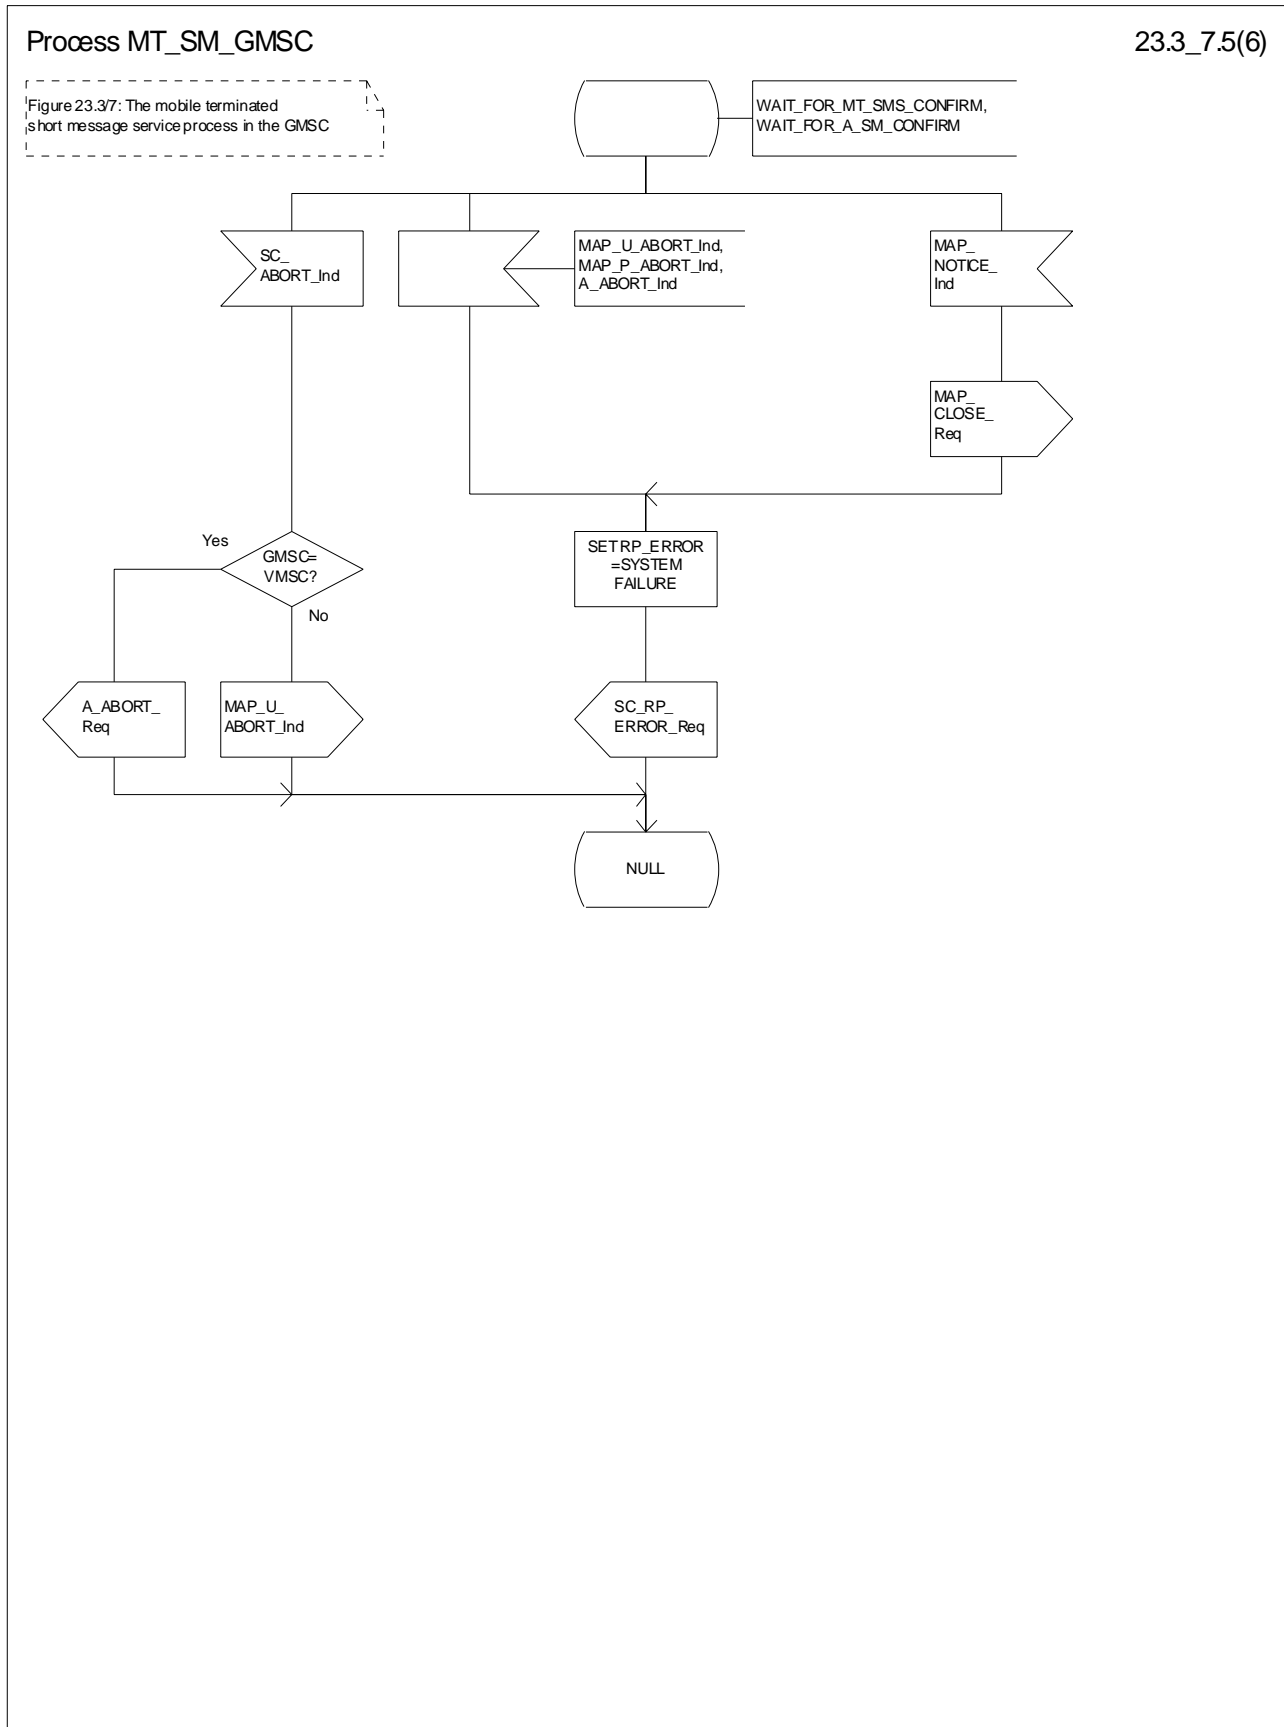 Process MT_SM_GMSC
23.3_7.5(6)
Figure 23.3/7: The mobile terminated
short message service process in the GMSC
WAIT_FOR_MT_SMS_CONFIRM,
WAIT_FOR_A_SM_CONFIRM
SC_
ABORT_Ind
MAP_U_ABORT_Ind,
MAP_P_ABORT_Ind,
A_ABORT_Ind
MAP_
NOTICE_
Ind
MAP_
CLOSE_
Req
Yes
GMSC=
VMSC?
No
SET RP_ERROR
=SYSTEM
FAILURE
A_ABORT_
Req
MAP_U_
ABORT_Ind
SC_RP_
ERROR_Req
NULL